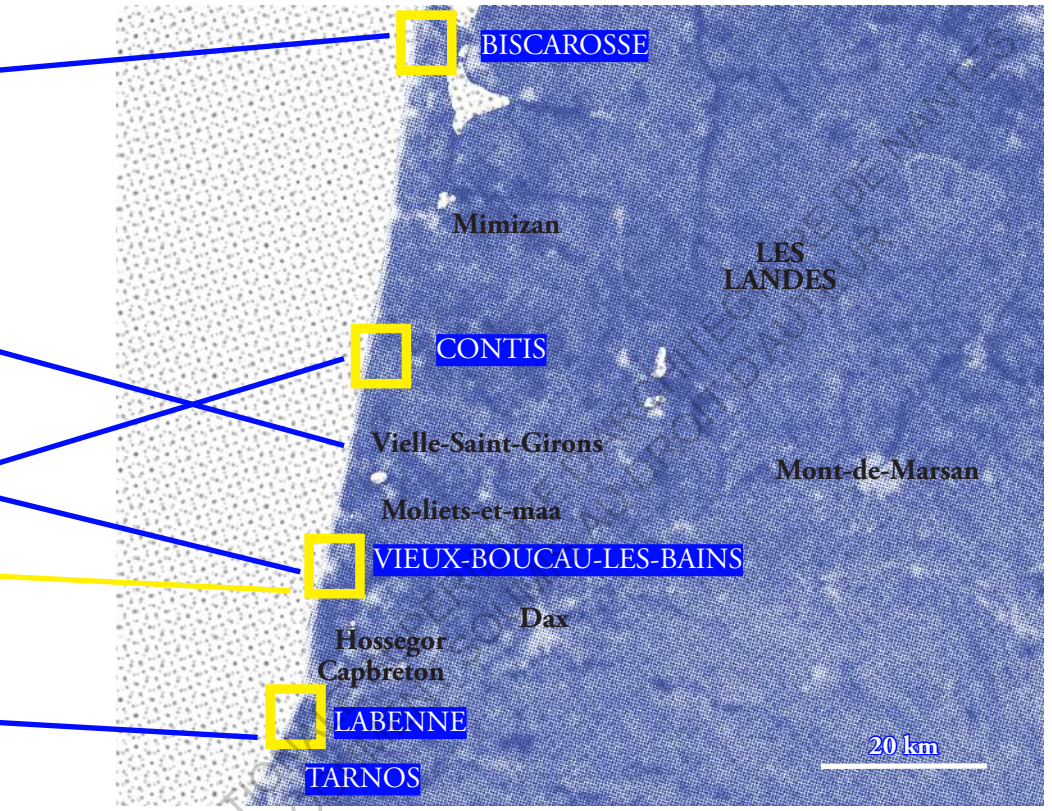 BISCAROSSE
Mimizan
LES
LANDES
CONTIS
Vielle-Saint-Girons
Mont-de-Marsan
Moliets-et-maa
VIEUX-BOUCAU-LES-BAINS
Dax
Hossegor
Capbreton
LABENNE
20 km
TARNOS